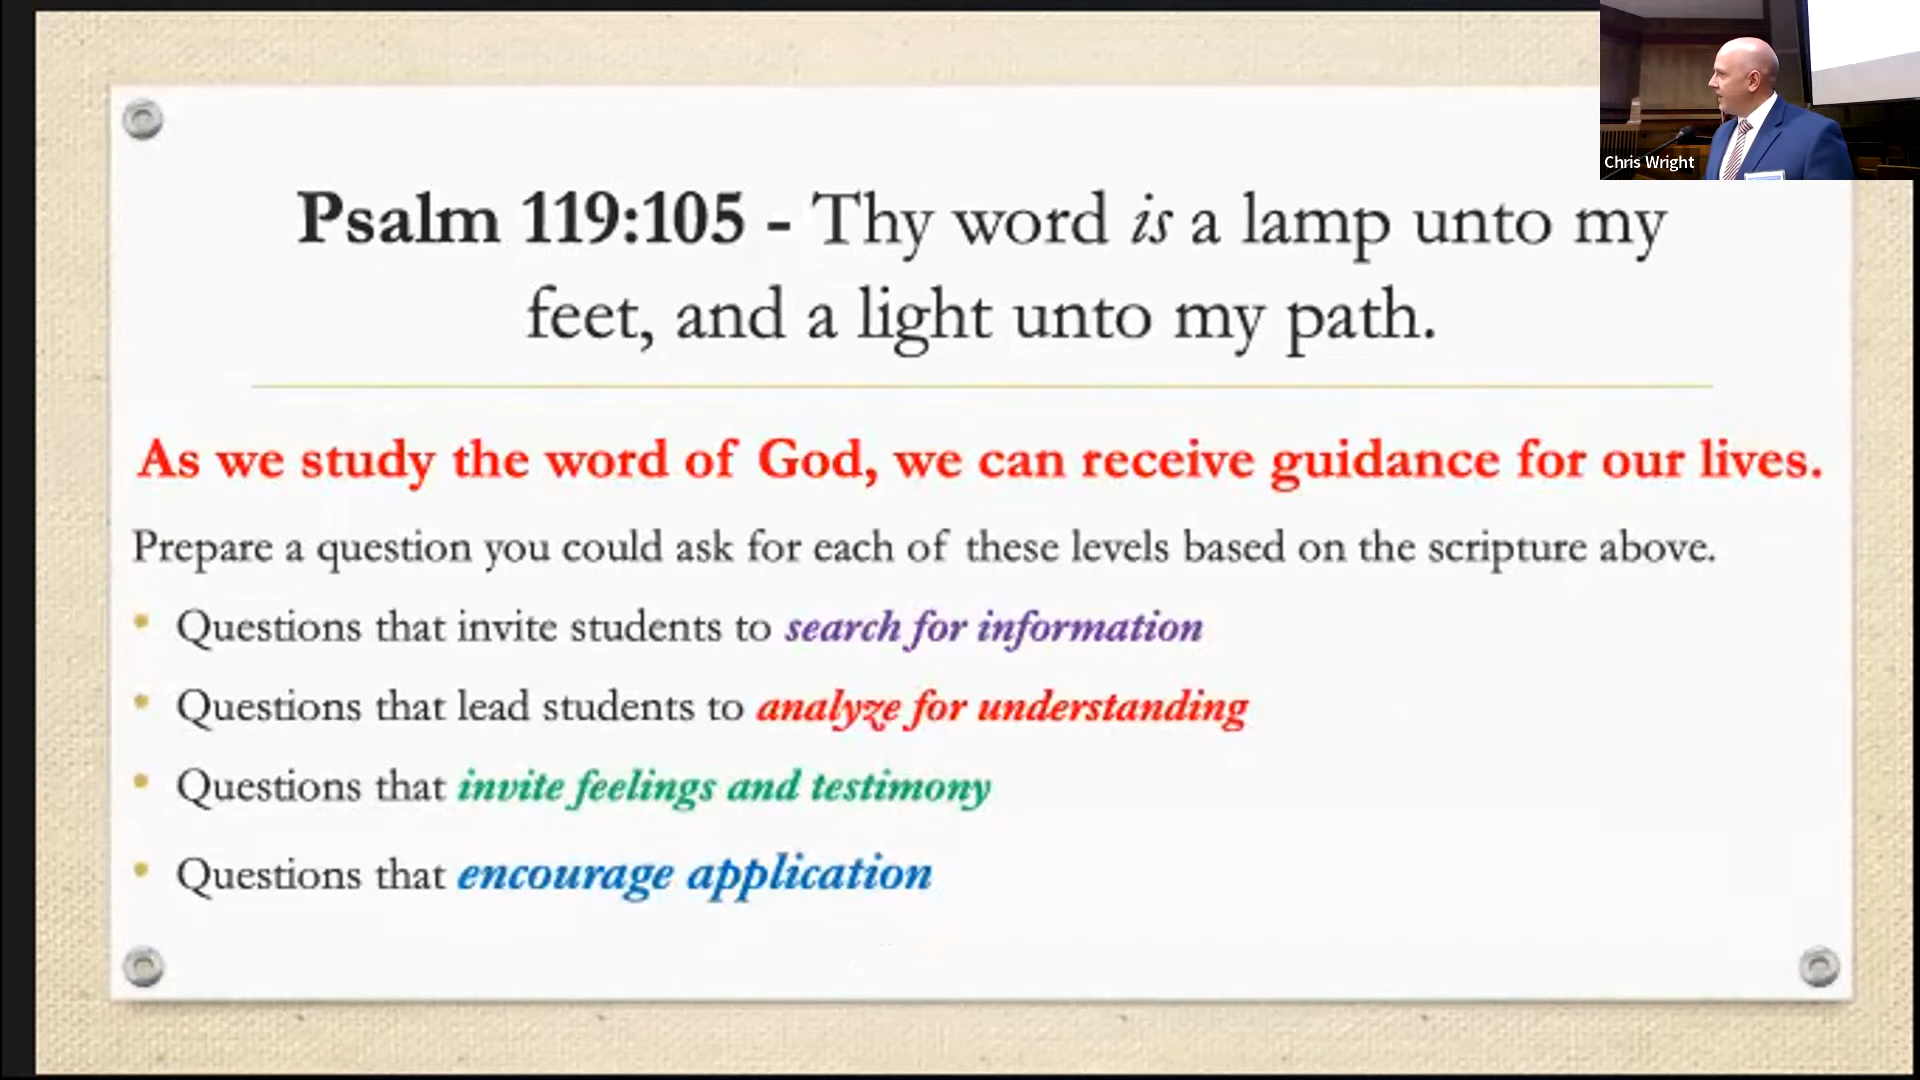 Psalm 119:105 - Thy word is a lamp unto my
feet, and a light unto my path.
As we study the word of God, we can receive guidance for our lives.
Prepare a question you could ask for each of these levels based on the scripture above.
• Questions that invite students to search for information
• Questions that lead students to analyze for understanding
• Questions that invite feelings and testimony
• Questions that encourage application
Chris Wright